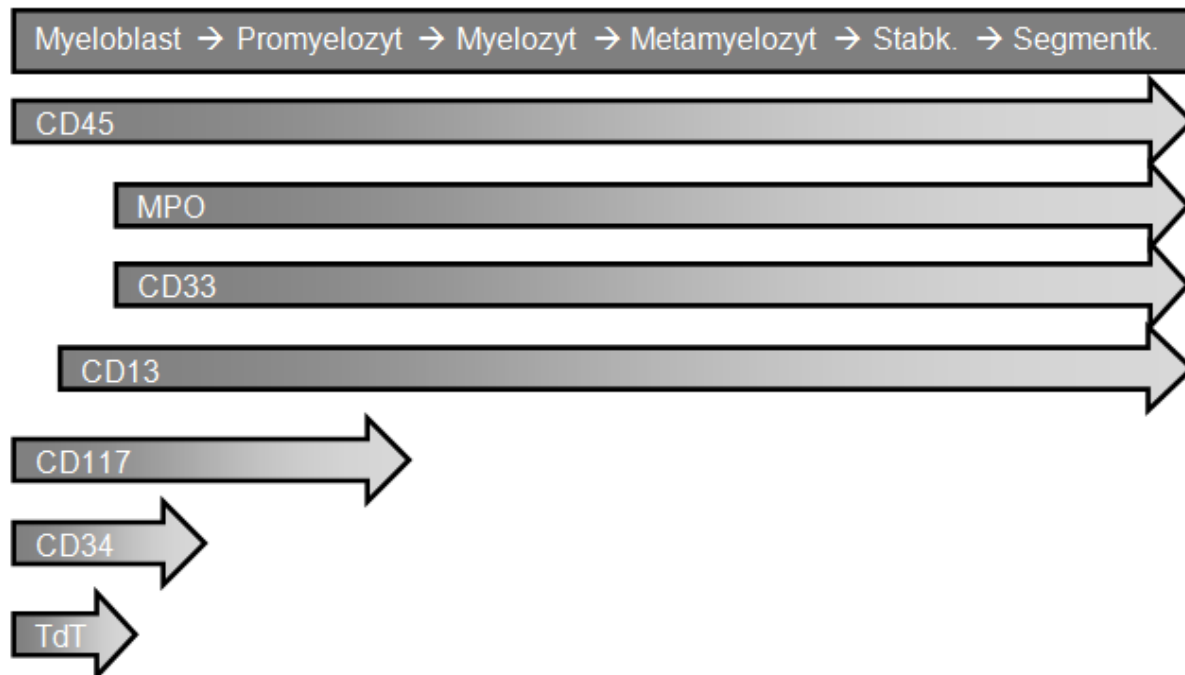 Myeloblast → Promyelozyt → Myelozyt → Metamyelozyt → Stabk. → Segmentk.
CD45
MPO
CD33
CD13
CD117
CD34
TdT